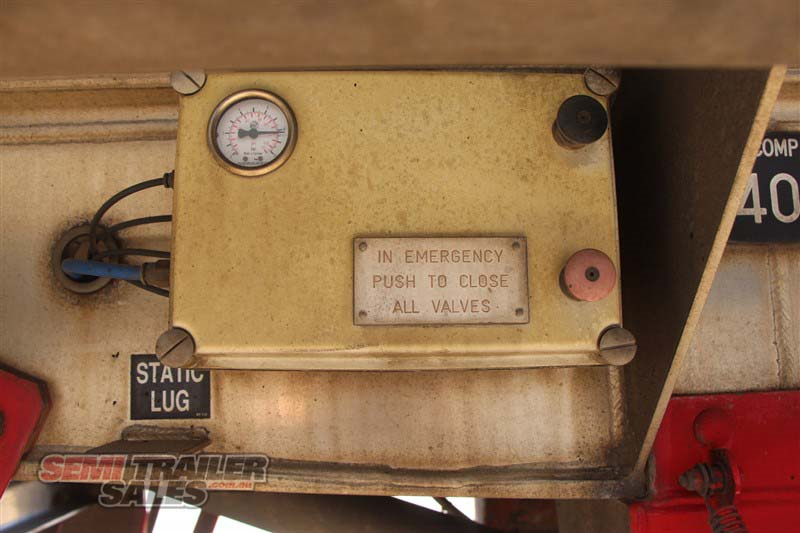 IN EMERGENCY
PUSH TO CLOSE
ALL VALVES
COMP
40
STATIC
LUG
SEMI TRAILER
SALES .com.au